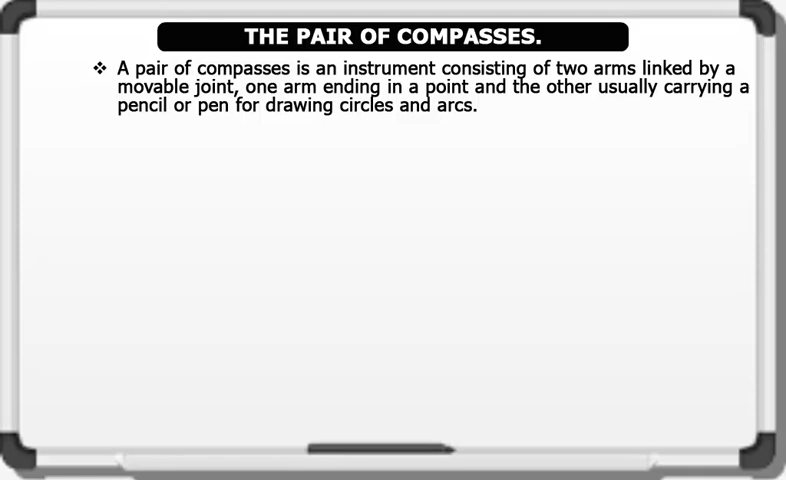 THE PAIR OF COMPASSES.
❖ A pair of compasses is an instrument consisting of two arms linked by a
movable joint, one arm ending in a point and the other usually carrying a
pencil or pen for drawing circles and arcs.